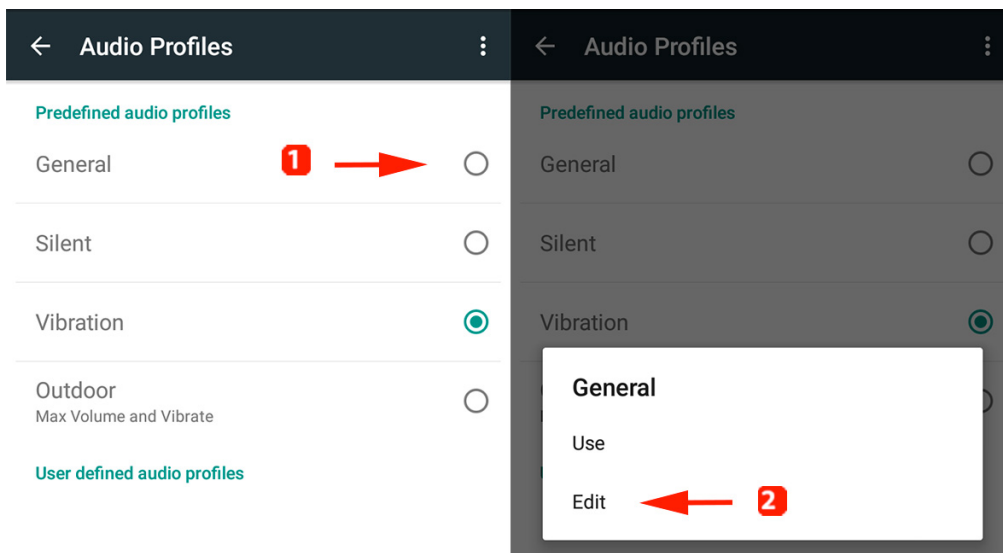 Audio Profiles
Predefined audio profiles
General
1
Silent
Vibration
Outdoor
Max Volume and Vibrate
User defined audio profiles
Audio Profiles
Predefined audio profiles
General
Silent
Vibration
General
Use
Edit
2